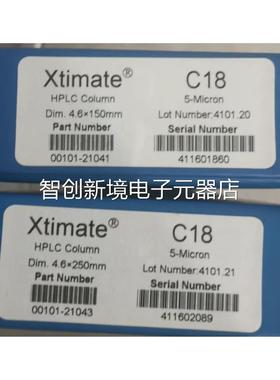 Xtimate® C18
HPLC Column 5-Micron
Dim. 4.6×150mm Lot Number:4101.20
Part Number Serial Number
00101-21041 411601860
智创新境电子元器店
Xtimate® C18
HPLC Column 5-Micron
Dim. 4.6×250mm Lot Number:4101.21
Part Number Serial Number
00101-21043 411602089